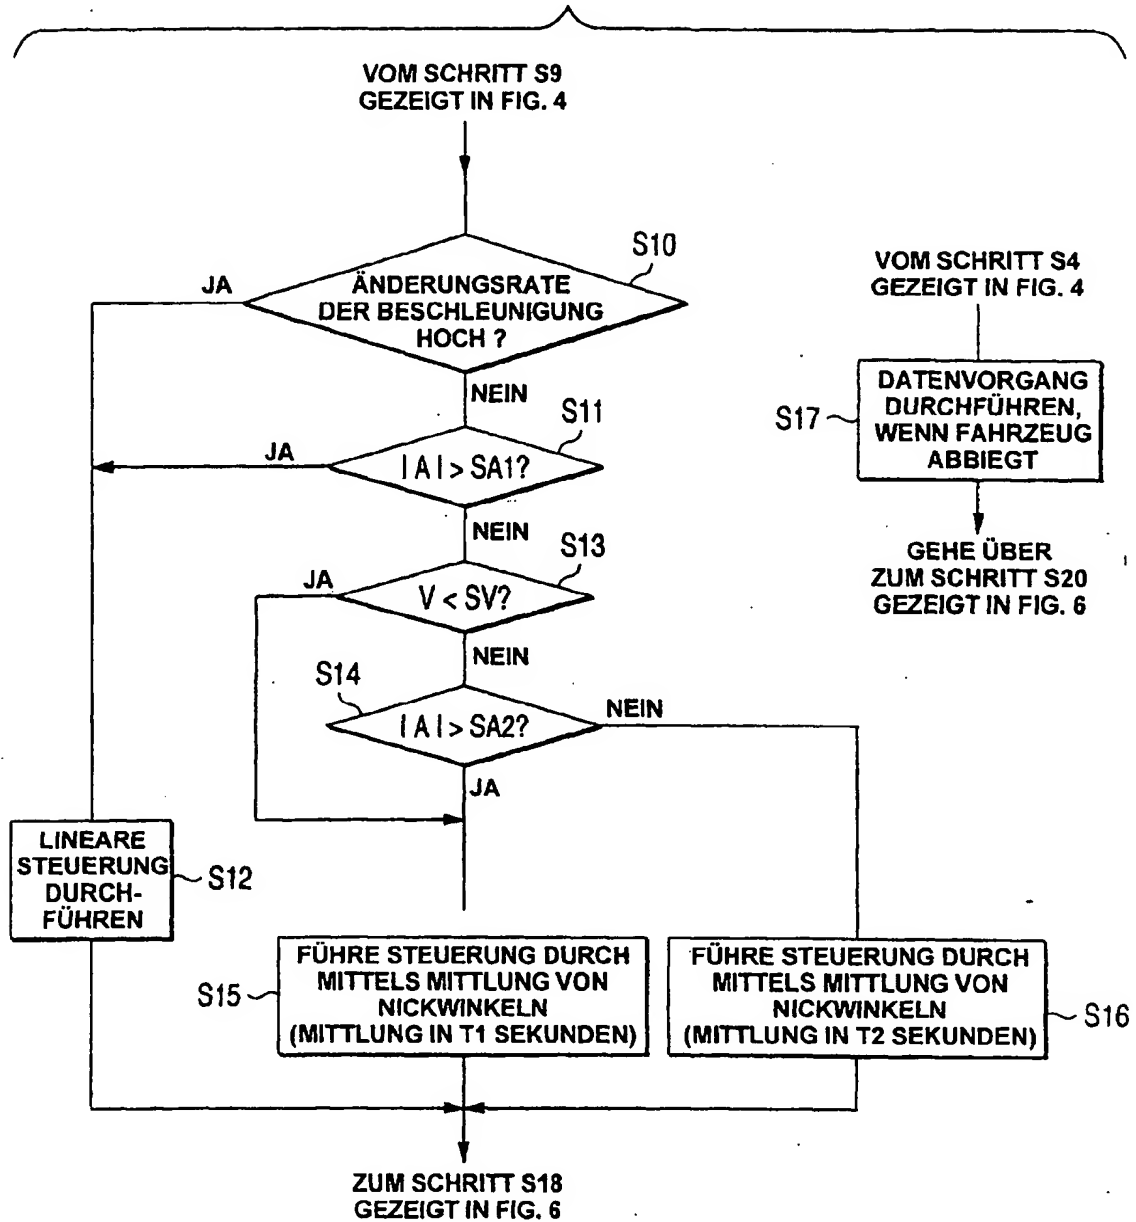 VOM SCHRITT S9
GEZEIGT IN FIG. 4
S10
JA
ÄNDERUNGSRATE
DER BESCHLEUNIGUNG
HOCH ?
NEIN
S11
JA
| A | > SA1?
NEIN
S13
JA
V < SV?
NEIN
S14
| A | > SA2?
NEIN
JA
LINEARE
STEUERUNG
DURCH-
FÜHREN
S12
S15
FÜHRE STEUERUNG DURCH
MITTELS MITTLUNG VON
NICKWINKELN
(MITTLUNG IN T1 SEKUNDEN)
FÜHRE STEUERUNG DURCH
MITTELS MITTLUNG VON
NICKWINKELN
(MITTLUNG IN T2 SEKUNDEN)
S16
ZUM SCHRITT S18
GEZEIGT IN FIG. 6
VOM SCHRITT S4
GEZEIGT IN FIG. 4
S17
DATENVORGANG
DURCHFÜHREN,
WENN FAHRZEUG
ABBIEGT
GEHE ÜBER
ZUM SCHRITT S20
GEZEIGT IN FIG. 6